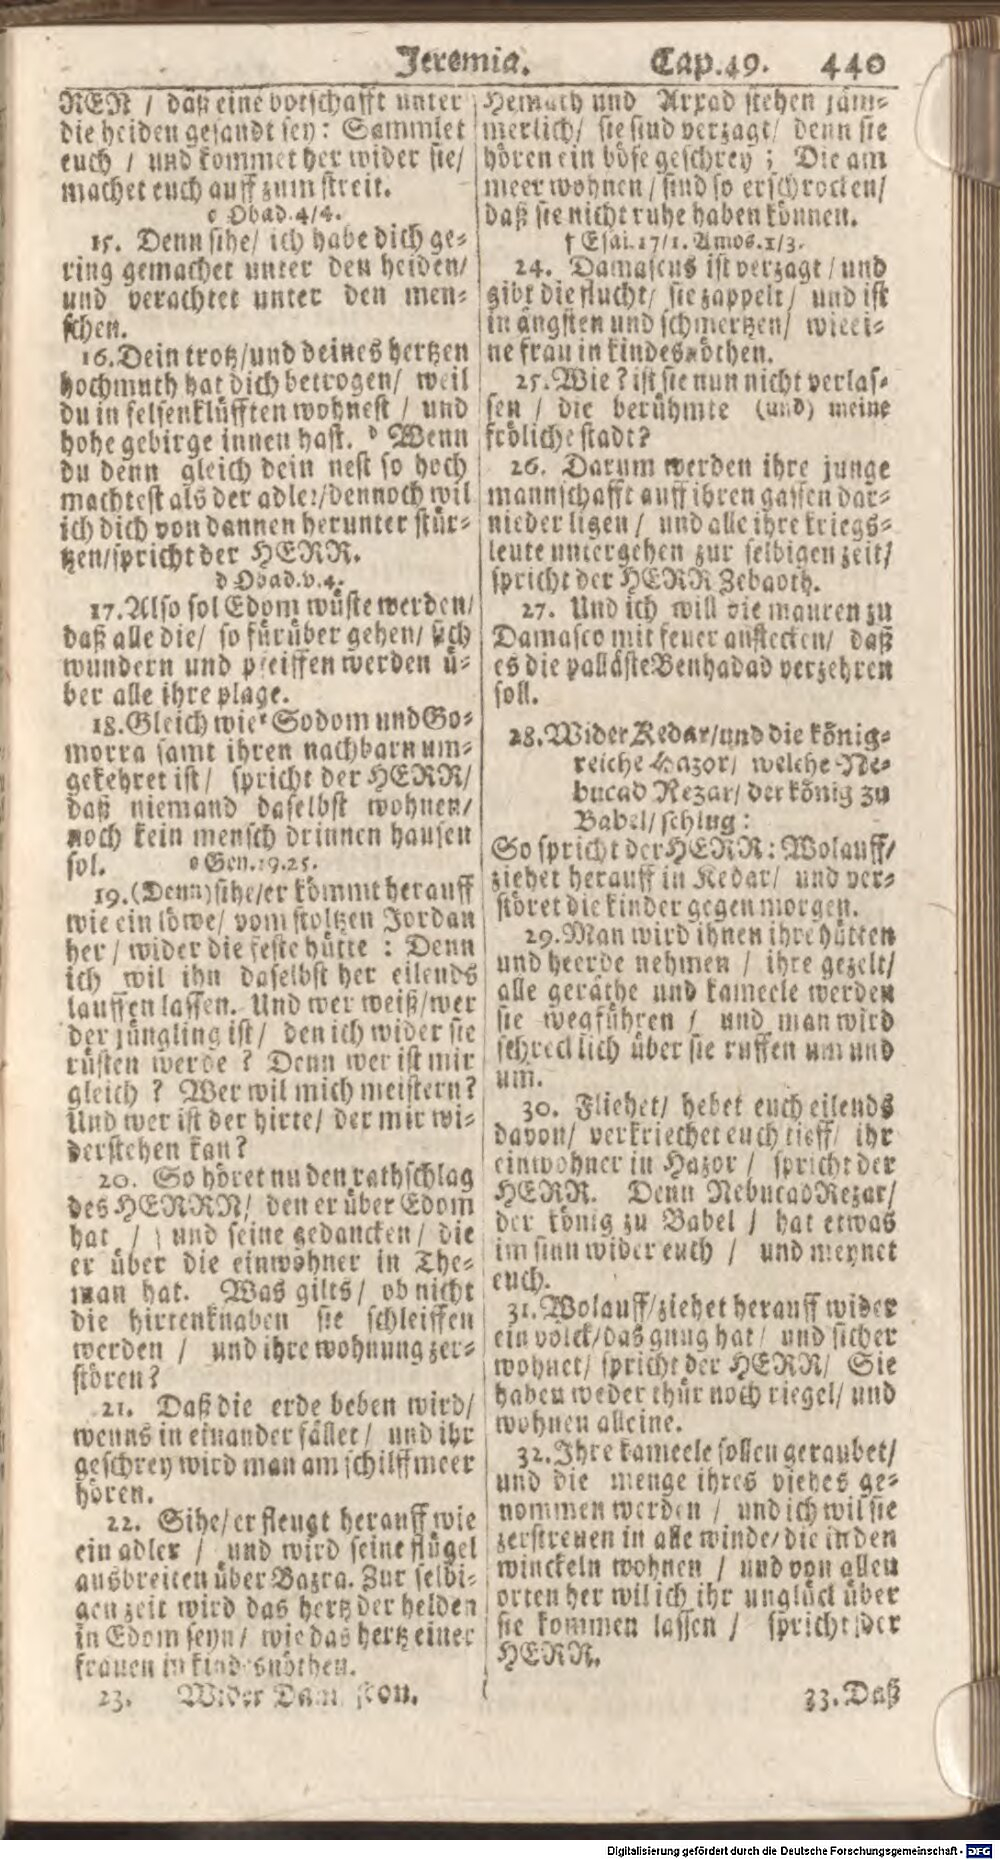 Jeremia. Cap. 49. 440
REN / daß eine botschafft unter
die heiden gesandt sey: Sammlet
euch / und kommet her wider sie/
machet euch auff zum streit.
c Obad. 4/4.
15. Denn sihe/ ich habe dich ge-
ring gemachet unter den heiden/
und verachtet unter den men-
schen.
16. Dein trotz/und deines hertzen
hochmuth hat dich betrogen/ weil
du in felsenklüfften wohnest / und
hohe gebirge innen hast. d Wenn
du denn gleich dein nest so hoch
machtest als der adler/dennoch wil
ich dich von dannen herunter stür-
tzen/spricht der HERR.
d Obad. v. 4.
17. Also sol Edom wüste werden/
daß alle die/ so fürüber gehen/ sich
wundern und pfeiffen werden ü-
ber alle ihre plage.
18. Gleich wie e Sodom und Go-
morra samt ihren nachbarn um-
gekehret ist/ spricht der HERR/
daß niemand daselbst wohnen/
noch kein mensch drinnen hausen
sol. e Gen. 19. 25.
19. (Denn) sihe/er kömmt herauff
wie ein löwe/ vom stoltzen Jordan
her / wider die feste hütte : Denn
ich wil ihn daselbst her eilends
lauffen lassen. Und wer weiß/wer
der jüngling ist/ den ich wider sie
rüsten werde ? Denn wer ist mir
gleich ? Wer wil mich meistern?
Und wer ist der hirte/ der mir wi-
derstehen kan?
20. So höret nu den rathschlag
des HERRN/ den er über Edom
hat / und seine gedancken/ die
er über die einwohner in The-
man hat. Was gilts/ ob nicht
die hirtenknaben sie schleiffen
werden / und ihre wohnung zer-
stören?
21. Daß die erde beben wird/
wenns in einander fället/ und ihr
geschrey wird man am schilffmeer
hören.
22. Sihe/er fleugt herauff wie
ein adler / und wird seine flügel
ausbreiten über Bazra. Zur selbi-
gen zeit wird das hertz der helden
in Edom seyn/ wie das hertz einer
frauen in kindesnöthen.
23. Wider Damascon.
Hemath und Arpad stehen jäm-
merlich/ sie sind verzagt/ denn sie
hören ein böse geschrey ; Die am
meer wohnen / sind so erschrocken/
daß sie nicht ruhe haben können.
† Esai. 17/1. Amos. 1/3.
24. Damascus ist verzagt / und
gibt die flucht/ sie zappelt / und ist
in ängsten und schmertzen/ wie ei-
ne frau in kindesnöthen.
25. Wie ? ist sie nun nicht verlas-
sen / die berühmte (und) meine
fröliche stadt?
26. Darum werden ihre junge
mannschafft auff ihren gassen dar-
nieder ligen / und alle ihre kriegs-
leute untergehen zur selbigen zeit/
spricht der HERR Zebaoth.
27. Und ich will die mauren zu
Damasco mit feuer anstecken/ daß
es die palläste Benhadad verzehren
soll.
28. Wider Kedar/und die könig-
reiche Hazor/ welche Ne-
bucad Rezar/ der könig zu
Babel/ schlug :
So spricht der HERR : Wolauff/
ziehet herauff in Kedar/ und ver-
störet die kinder gegen morgen.
29. Man wird ihnen ihre hütten
und heerde nehmen / ihre gezelt/
alle geräthe und kameele werden
sie wegführen / und man wird
schrecklich über sie ruffen um und
um.
30. Fliehet/ hebet euch eilends
davon/ verkriechet euch tieff/ ihr
einwohner in Hazor / spricht der
HERR. Denn NebucadRezar/
der könig zu Babel / hat etwas
im sinn wider euch / und meynet
euch.
31. Wolauff/ziehet herauff wider
ein volck/das gnug hat / und sicher
wohnet/ spricht der HERR/ Sie
haben weder thür noch riegel/ und
wohnen alleine.
32. Ihre kameele sollen geraubet/
und die menge ihres viehes ge-
nommen werden / und ich wil sie
zerstreuen in alle winde/die in den
winckeln wohnen / und von allen
orten her wil ich ihr unglück über
sie kommen lassen / spricht der
HERR.
33. Daß
Digitalisierung gefördert durch die Deutsche Forschungsgemeinschaft - DFG